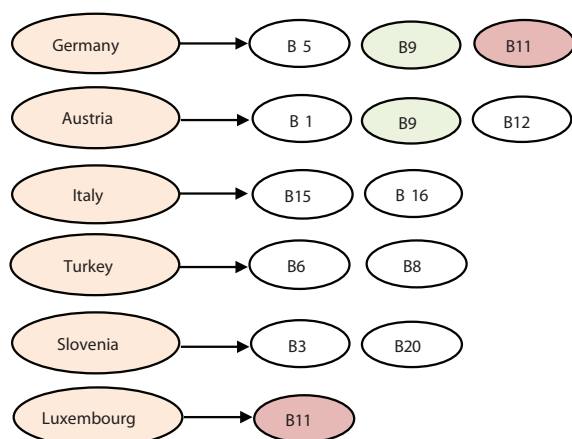 Germany B 5 B9 B11
Austria B 1 B9 B12
Italy B15 B 16
Turkey B6 B8
Slovenia B3 B20
Luxembourg B11